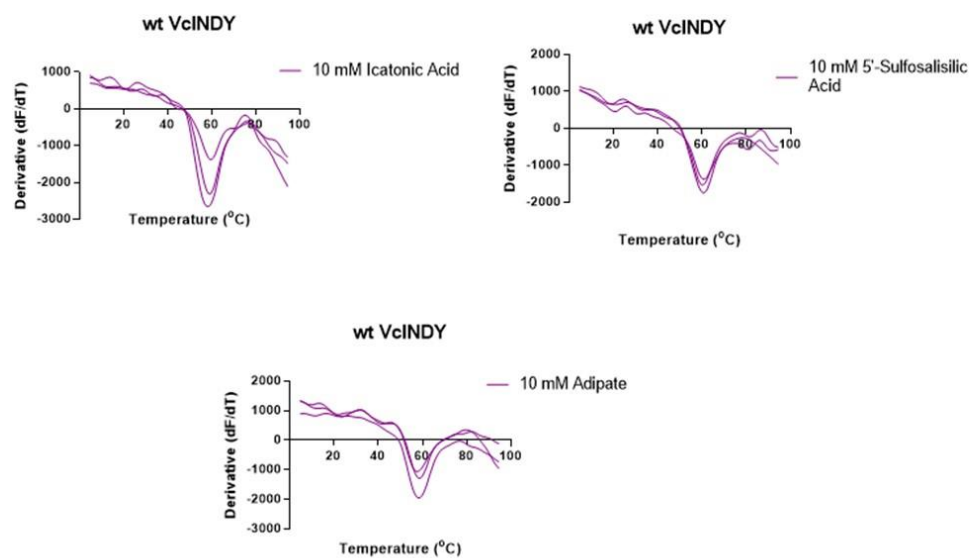 wt VcINDY
10 mM Icatonic Acid
Derivative (dF/dT)
1000
0
-1000
-2000
-3000
20
40
60
80
100
Temperature (°C)
wt VcINDY
10 mM 5'-Sulfosalisilic
Acid
Derivative (dF/dT)
2000
1000
0
-1000
-2000
20
40
60
80
100
Temperature (°C)
wt VcINDY
10 mM Adipate
Derivative (dF/dT)
2000
1000
0
-1000
-2000
-3000
20
40
60
80
100
Temperature (°C)